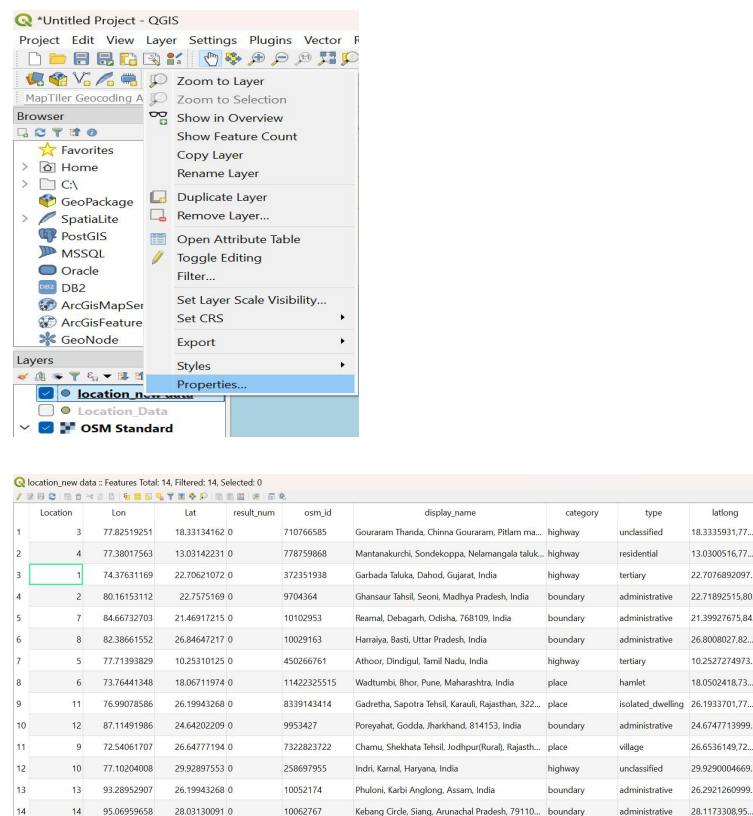 *Untitled Project - QGIS
Project Edit View Layer Settings Plugins Vector
MapTiler Geocoding A
Browser
Favorites
Home
C:\
GeoPackage
SpatiaLite
PostGIS
MSSQL
Oracle
DB2
ArcGisMapSer
ArcGisFeature
GeoNode
Layers
location_new data
Location_Data
OSM Standard
Zoom to Layer
Zoom to Selection
Show in Overview
Show Feature Count
Copy Layer
Rename Layer
Duplicate Layer
Remove Layer...
Open Attribute Table
Toggle Editing
Filter...
Set Layer Scale Visibility...
Set CRS
Export
Styles
Properties...
location_new data :: Features Total: 14, Filtered: 14, Selected: 0
Location Lon Lat result_num osm_id display_name category type latlong
1 3 77.82519251 18.33134162 0 710766585 Gouraram Thanda, Chinna Gouraram, Pitlam ma... highway unclassified 18.3335931,77...
2 4 77.38017563 13.03142231 0 778759868 Mantanakurchi, Sondekoppa, Nelamangala taluk... highway residential 13.0300516,77...
3 1 74.37631169 22.70621072 0 372351938 Garbada Taluka, Dahod, Gujarat, India highway tertiary 22.7076892097...
4 2 80.16153112 22.7575169 0 9704364 Ghansaur Tahsil, Seoni, Madhya Pradesh, India boundary administrative 22.71892515,80...
5 7 84.66732703 21.46917215 0 10102953 Reamal, Debagarh, Odisha, 768109, India boundary administrative 21.39927675,84...
6 8 82.38661552 26.84647217 0 10029163 Harraiya, Basti, Uttar Pradesh, India boundary administrative 26.8008027,82...
7 5 77.71393829 10.25310125 0 450266761 Athoor, Dindigul, Tamil Nadu, India highway tertiary 10.2527274973...
8 6 73.76441348 18.06711974 0 11422325515 Wadtumbi, Bhor, Pune, Maharashtra, India place hamlet 18.0502418,73...
9 11 76.99078586 26.19943268 0 8339143414 Gadretha, Sapotra Tehsil, Karauli, Rajasthan, 322... place isolated_dwelling 26.1933701,77...
10 12 87.11491986 24.64202209 0 9953427 Poreyahat, Godda, Jharkhand, 814153, India boundary administrative 24.6747713999...
11 9 72.54061707 26.64777194 0 7322823722 Chamu, Shekhata Tehsil, Jodhpur(Rural), Rajasth... place village 26.6536149,72...
12 10 77.10204008 29.92897553 0 258697955 Indri, Karnal, Haryana, India highway unclassified 29.9290004669...
13 13 93.28952907 26.19943268 0 10052174 Phuloni, Karbi Anglong, Assam, India boundary administrative 26.2921260999...
14 14 95.06959658 28.03130091 0 10062767 Kebang Circle, Siang, Arunachal Pradesh, 79110... boundary administrative 28.1173308,95...